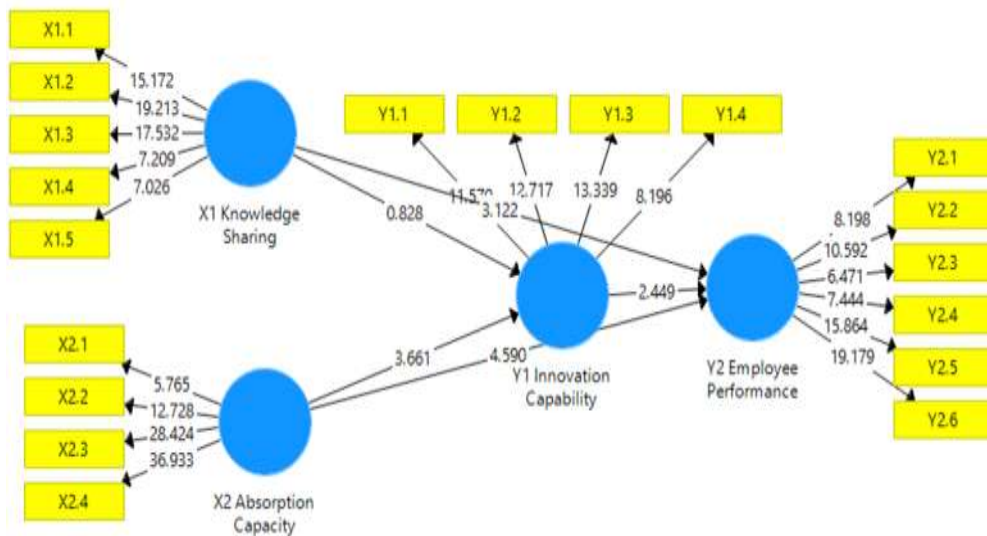 X1.1
X1.2
X1.3
X1.4
X1.5
15.172
19.213
17.532
7.209
7.026
X1 Knowledge
Sharing
Y1.1
Y1.2
Y1.3
Y1.4
11.570
12.717
13.339
8.196
3.122
0.828
Y2.1
Y2.2
Y2.3
Y2.4
Y2.5
Y2.6
8.198
10.592
6.471
7.444
15.864
19.179
2.449
3.661
4.590
Y1 Innovation
Capability
Y2 Employee
Performance
X2.1
X2.2
X2.3
X2.4
5.765
12.728
28.424
36.933
X2 Absorption
Capacity